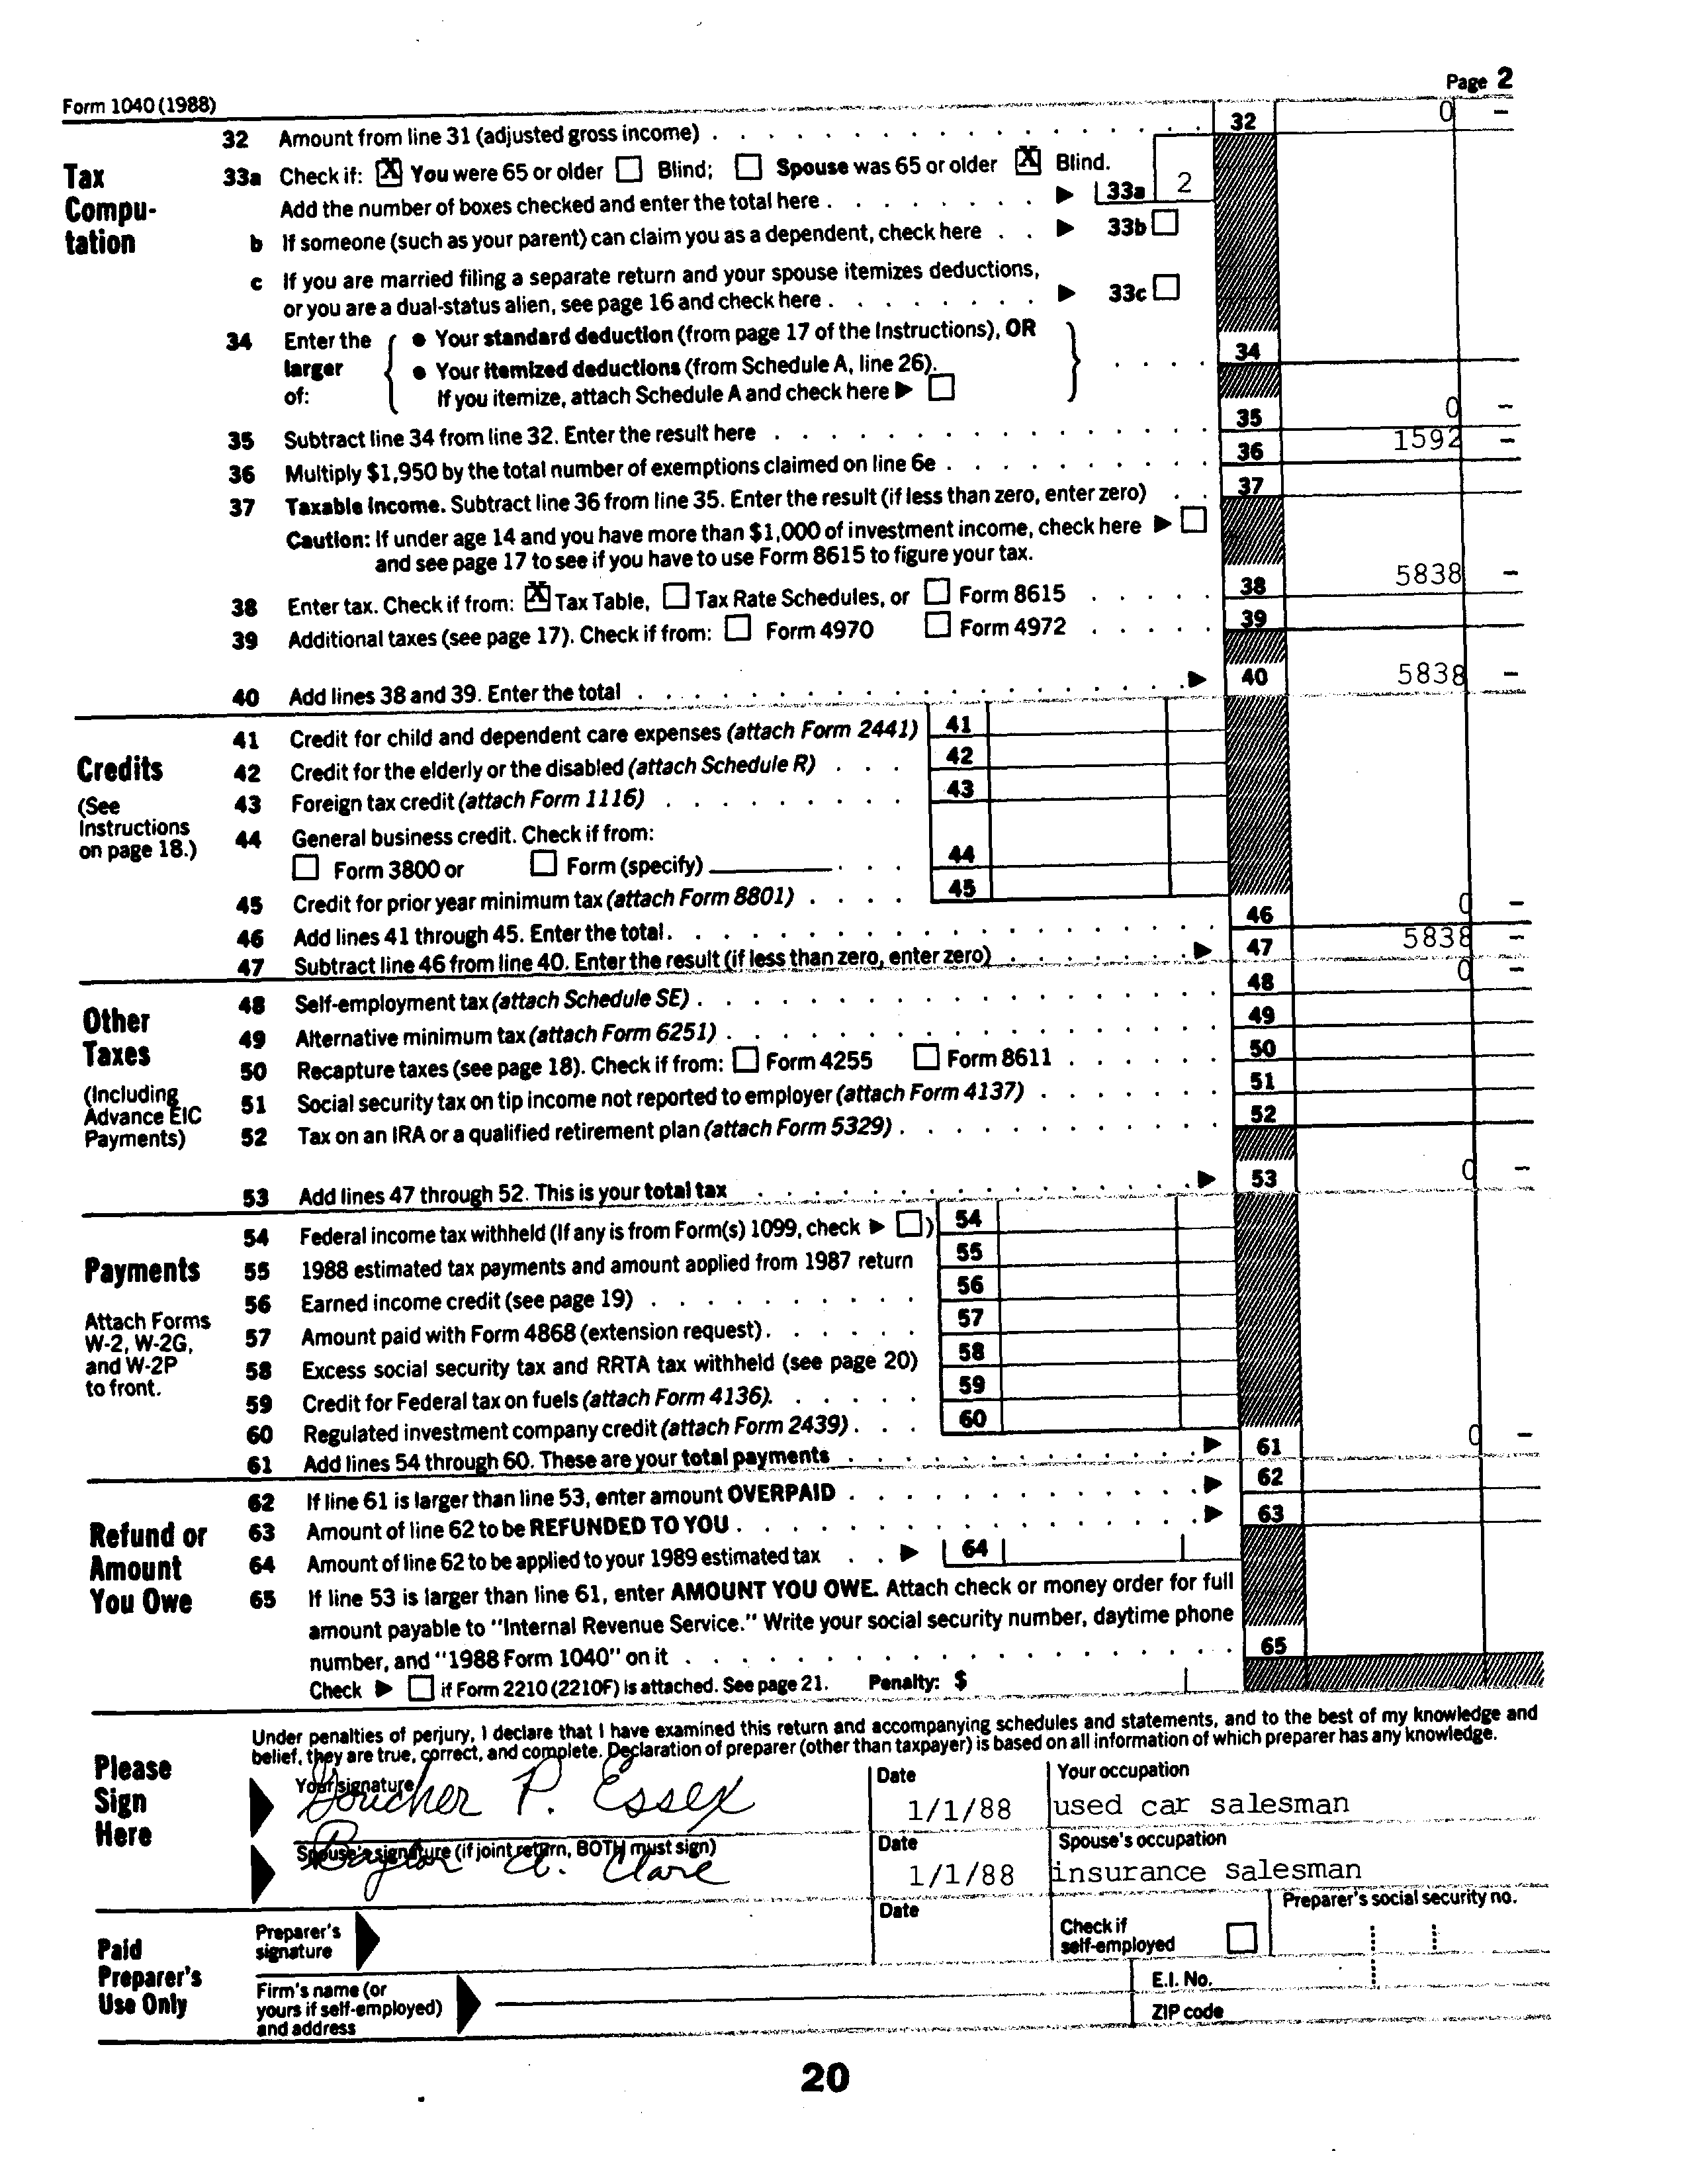 Form 1040 (1988) Page 2
Tax Compu-tation
32 Amount from line 31 (adjusted gross income) 32 0 –
33a Check if: [X] You were 65 or older [ ] Blind; [ ] Spouse was 65 or older [X] Blind.
Add the number of boxes checked and enter the total here ▶ 33a 2
b If someone (such as your parent) can claim you as a dependent, check here ▶ 33b [ ]
c If you are married filing a separate return and your spouse itemizes deductions,
or you are a dual-status alien, see page 16 and check here ▶ 33c [ ]
34 Enter the larger of:
● Your standard deduction (from page 17 of the Instructions), OR
● Your itemized deductions (from Schedule A, line 26).
If you itemize, attach Schedule A and check here ▶ [ ]
34
35 Subtract line 34 from line 32. Enter the result here 35 0 –
36 Multiply $1,950 by the total number of exemptions claimed on line 6e 36 1592 –
37 Taxable income. Subtract line 36 from line 35. Enter the result (if less than zero, enter zero) 37
Caution: If under age 14 and you have more than $1,000 of investment income, check here ▶ [ ]
and see page 17 to see if you have to use Form 8615 to figure your tax.
38 Enter tax. Check if from: [X] Tax Table, [ ] Tax Rate Schedules, or [ ] Form 8615 38 5838 –
39 Additional taxes (see page 17). Check if from: [ ] Form 4970 [ ] Form 4972 39
40 Add lines 38 and 39. Enter the total ▶ 40 5838 –
Credits
(See Instructions on page 18.)
41 Credit for child and dependent care expenses (attach Form 2441) 41
42 Credit for the elderly or the disabled (attach Schedule R) 42
43 Foreign tax credit (attach Form 1116) 43
44 General business credit. Check if from:
[ ] Form 3800 or [ ] Form (specify) 44
45 Credit for prior year minimum tax (attach Form 8801) 45
46 Add lines 41 through 45. Enter the total. 46 0 –
47 Subtract line 46 from line 40. Enter the result (if less than zero, enter zero) ▶ 47 5838 –
Other Taxes
(Including Advance EIC Payments)
48 Self-employment tax (attach Schedule SE) 48 0 –
49 Alternative minimum tax (attach Form 6251) 49
50 Recapture taxes (see page 18). Check if from: [ ] Form 4255 [ ] Form 8611 50
51 Social security tax on tip income not reported to employer (attach Form 4137) 51
52 Tax on an IRA or a qualified retirement plan (attach Form 5329) 52
53 Add lines 47 through 52. This is your total tax ▶ 53 0 –
Payments
Attach Forms W-2, W-2G, and W-2P to front.
54 Federal income tax withheld (If any is from Form(s) 1099, check ▶ [ ]) 54
55 1988 estimated tax payments and amount applied from 1987 return 55
56 Earned income credit (see page 19) 56
57 Amount paid with Form 4868 (extension request) 57
58 Excess social security tax and RRTA tax withheld (see page 20) 58
59 Credit for Federal tax on fuels (attach Form 4136) 59
60 Regulated investment company credit (attach Form 2439) 60
61 Add lines 54 through 60. These are your total payments ▶ 61 0 –
Refund or Amount You Owe
62 If line 61 is larger than line 53, enter amount OVERPAID ▶ 62
63 Amount of line 62 to be REFUNDED TO YOU ▶ 63
64 Amount of line 62 to be applied to your 1989 estimated tax ▶ 64
65 If line 53 is larger than line 61, enter AMOUNT YOU OWE. Attach check or money order for full
amount payable to "Internal Revenue Service." Write your social security number, daytime phone
number, and "1988 Form 1040" on it 65
Check ▶ [ ] if Form 2210 (2210F) is attached. See page 21. Penalty: $
Please Sign Here
Under penalties of perjury, I declare that I have examined this return and accompanying schedules and statements, and to the best of my knowledge and
belief, they are true, correct, and complete. Declaration of preparer (other than taxpayer) is based on all information of which preparer has any knowledge.
Your signature Date Your occupation
P. Essex 1/1/88 used car salesman
Spouse's signature (if joint return, BOTH must sign) Date Spouse's occupation
A. Clare 1/1/88 insurance salesman
Paid Preparer's Use Only
Preparer's signature Date Check if self-employed [ ] Preparer's social security no.
Firm's name (or yours if self-employed) and address E.I. No.
ZIP code
20